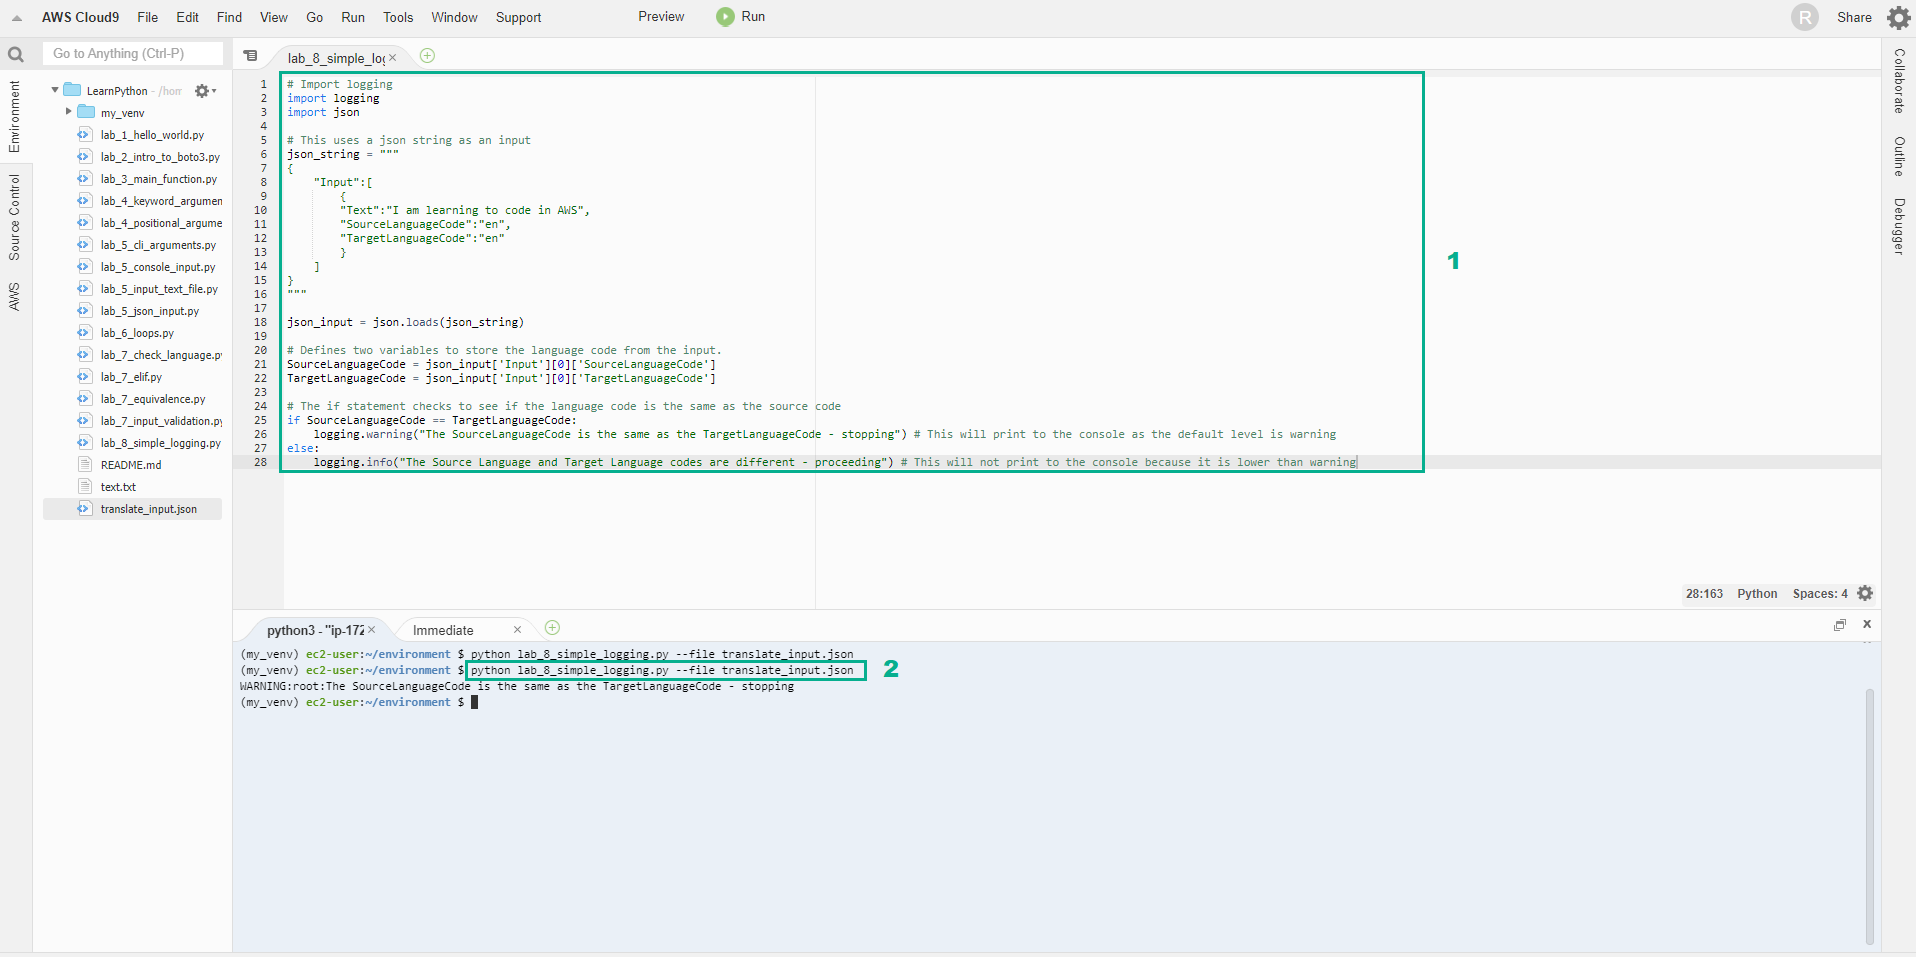 AWS Cloud9 File Edit Find View Go Run Tools Window Support Preview Run R Share
Go to Anything (Ctrl-P)
Environment
Source Control
AWS
LearnPython - /hom
my_venv
lab_1_hello_world.py
lab_2_intro_to_boto3.py
lab_3_main_function.py
lab_4_keyword_argumen
lab_4_positional_argume
lab_5_cli_arguments.py
lab_5_console_input.py
lab_5_input_text_file.py
lab_5_json_input.py
lab_6_loops.py
lab_7_check_language.py
lab_7_elif.py
lab_7_equivalence.py
lab_7_input_validation.py
lab_8_simple_logging.py
README.md
text.txt
translate_input.json
lab_8_simple_log
1 # Import logging
2 import logging
3 import json
4
5 # This uses a json string as an input
6 json_string = """
7 {
8 "Input":[
9 {
10 "Text":"I am learning to code in AWS",
11 "SourceLanguageCode":"en",
12 "TargetLanguageCode":"en"
13 }
14 ]
15 }
16 """
17
18 json_input = json.loads(json_string)
19
20 # Defines two variables to store the language code from the input.
21 SourceLanguageCode = json_input['Input'][0]['SourceLanguageCode']
22 TargetLanguageCode = json_input['Input'][0]['TargetLanguageCode']
23
24 # The if statement checks to see if the language code is the same as the source code
25 if SourceLanguageCode == TargetLanguageCode:
26 logging.warning("The SourceLanguageCode is the same as the TargetLanguageCode - stopping") # This will print to the console as the default level is warning
27 else:
28 logging.info("The Source Language and Target Language codes are different - proceeding") # This will not print to the console because it is lower than warning
1
28:163 Python Spaces: 4
Collaborate
Outline
Debugger
python3 - "ip-172 Immediate
(my_venv) ec2-user:~/environment $ python lab_8_simple_logging.py --file translate_input.json
(my_venv) ec2-user:~/environment $ python lab_8_simple_logging.py --file translate_input.json
2
WARNING:root:The SourceLanguageCode is the same as the TargetLanguageCode - stopping
(my_venv) ec2-user:~/environment $